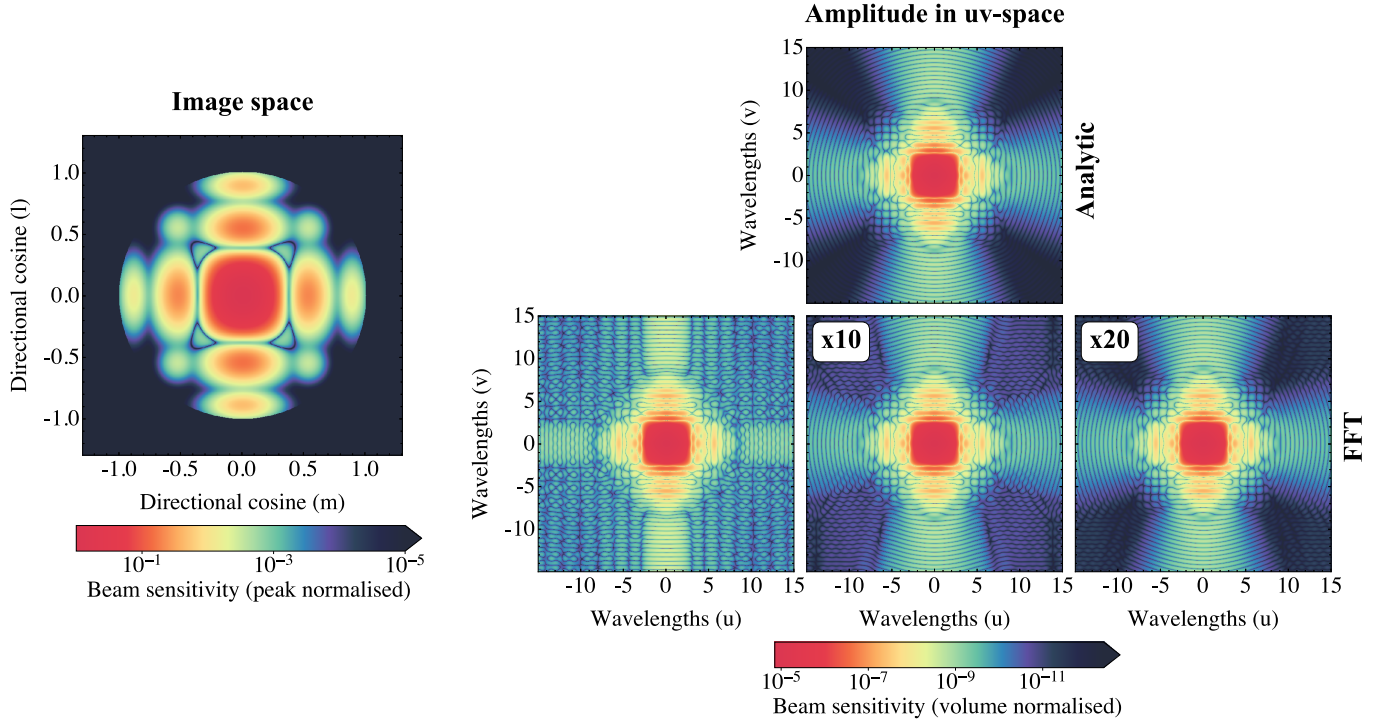 Amplitude in uv-space
Image space
1.0
0.5
0.0
-0.5
-1.0
Directional cosine (l)
-1.0 -0.5 0.0 0.5 1.0
Directional cosine (m)
10⁻¹ 10⁻³ 10⁻⁵
Beam sensitivity (peak normalised)
15
10
5
0
-5
-10
Wavelengths (v)
Analytic
15
10
5
0
-5
-10
Wavelengths (v)
x10
x20
FFT
-10 -5 0 5 10 15
-10 -5 0 5 10 15
-10 -5 0 5 10 15
Wavelengths (u)
Wavelengths (u)
Wavelengths (u)
10⁻⁵ 10⁻⁷ 10⁻⁹ 10⁻¹¹
Beam sensitivity (volume normalised)